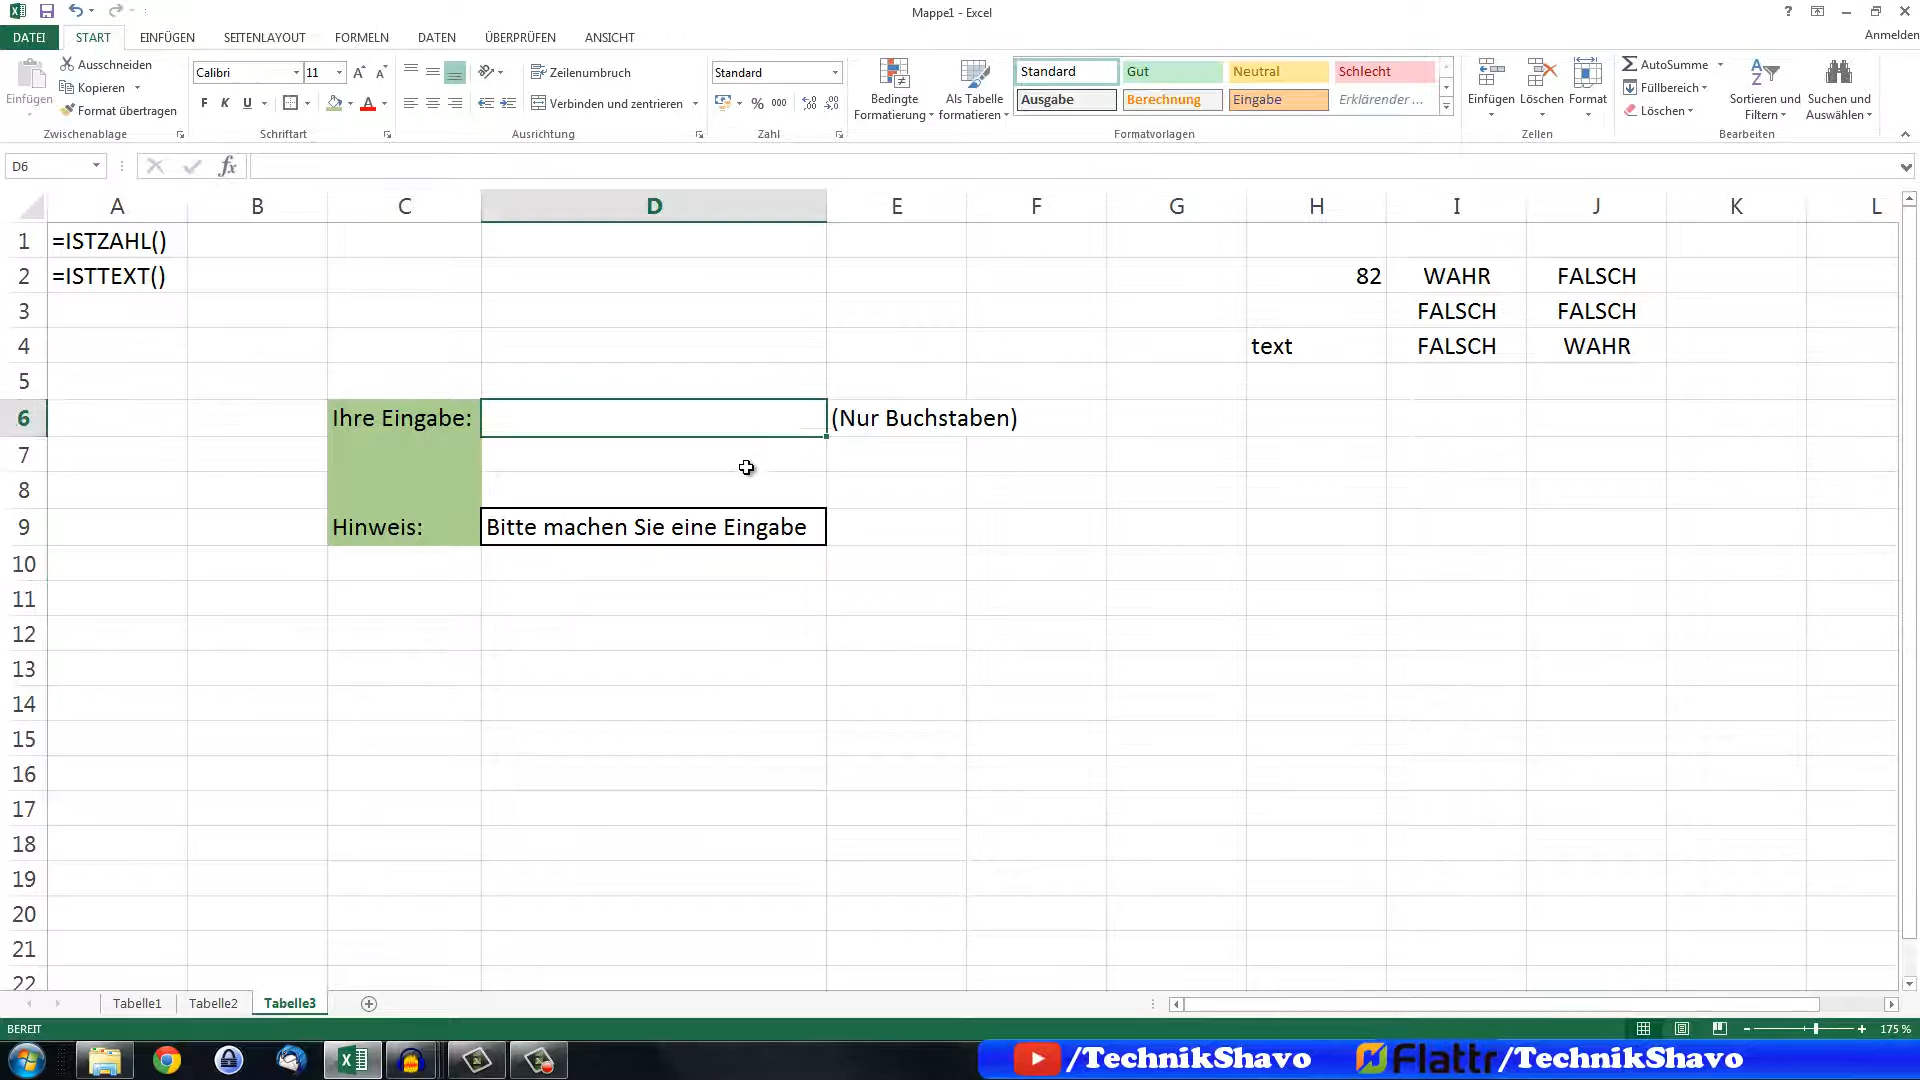 Mappe1 - Excel
?
Anmelden
DATEI START EINFÜGEN SEITENLAYOUT FORMELN DATEN ÜBERPRÜFEN ANSICHT
Einfügen
Ausschneiden
Kopieren
Format übertragen
Zwischenablage
Calibri 11
F K U
Schriftart
Zeilenumbruch
Verbinden und zentrieren
Ausrichtung
Standard
% 000
Zahl
Bedingte Formatierung
Als Tabelle formatieren
Standard Gut Neutral Schlecht
Ausgabe Berechnung Eingabe Erklärender ...
Formatvorlagen
Einfügen Löschen Format
Zellen
AutoSumme
Füllbereich
Löschen
Sortieren und Filtern
Suchen und Auswählen
Bearbeiten
D6
fx
A B C D E F G H I J K L
1 =ISTZAHL()
2 =ISTTEXT() 82 WAHR FALSCH
3 FALSCH FALSCH
4 text FALSCH WAHR
5
6 Ihre Eingabe: (Nur Buchstaben)
7
8
9 Hinweis: Bitte machen Sie eine Eingabe
10
11
12
13
14
15
16
17
18
19
20
21
22
Tabelle1 Tabelle2 Tabelle3
BEREIT
175 %
/TechnikShavo Flattr/TechnikShavo